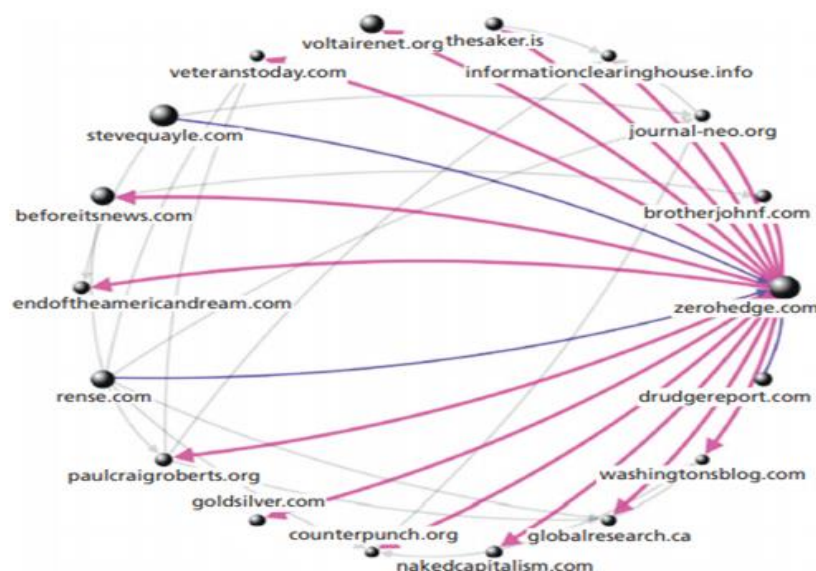 voltairenet.org
thesaker.is
veteranstoday.com
informationclearinghouse.info
stevequayle.com
journal-neo.org
beforeitsnews.com
brotherjohnf.com
endoftheamericandream.com
zerohedge.com
rense.com
drudgereport.com
paulcraigroberts.org
washingtonsblog.com
goldsilver.com
counterpunch.org
globalresearch.ca
nakedcapitalism.com